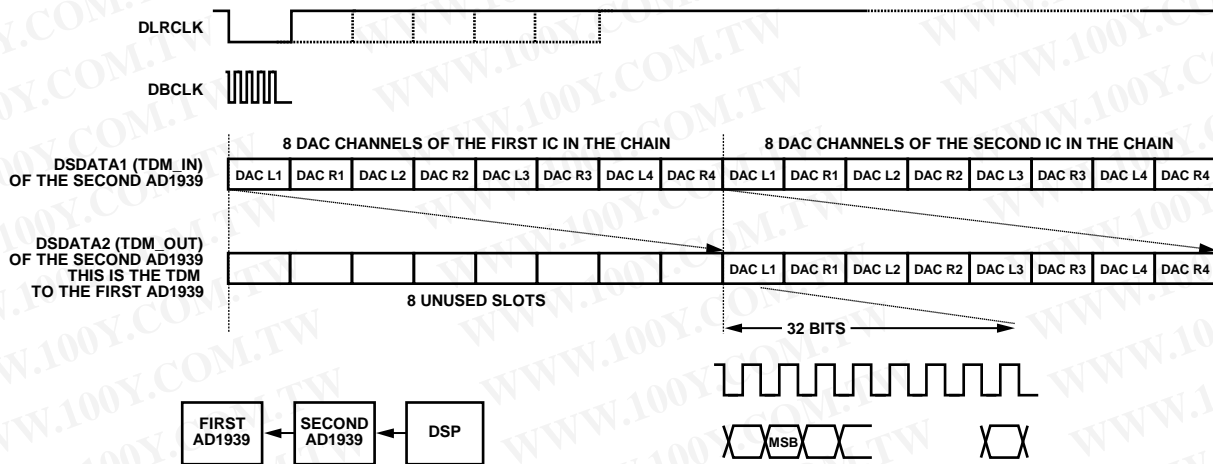 DLRCLK
DBCLK
8 DAC CHANNELS OF THE FIRST IC IN THE CHAIN
8 DAC CHANNELS OF THE SECOND IC IN THE CHAIN
DSDATA1 (TDM_IN)
OF THE SECOND AD1939
DAC L1 DAC R1 DAC L2 DAC R2 DAC L3 DAC R3 DAC L4 DAC R4 DAC L1 DAC R1 DAC L2 DAC R2 DAC L3 DAC R3 DAC L4 DAC R4
DSDATA2 (TDM_OUT)
OF THE SECOND AD1939
THIS IS THE TDM
TO THE FIRST AD1939
DAC L1 DAC R1 DAC L2 DAC R2 DAC L3 DAC R3 DAC L4 DAC R4
8 UNUSED SLOTS
32 BITS
FIRST
AD1939
SECOND
AD1939
DSP
MSB
WWW.100Y.COM.TW